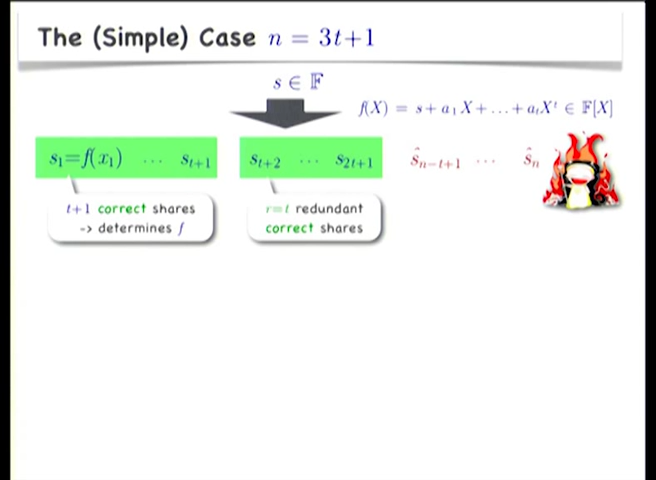 The (Simple) Case n = 3t+1
s ∈ 𝔽
f(X) = s + a₁X + … + aₜXᵗ ∈ 𝔽[X]
s₁=f(x₁) ⋯ sₜ₊₁ sₜ₊₂ ⋯ s₂ₜ₊₁ ŝₙ₋ₜ₊₁ ⋯ ŝₙ
t+1 correct shares
-> determines f
r=t redundant
correct shares